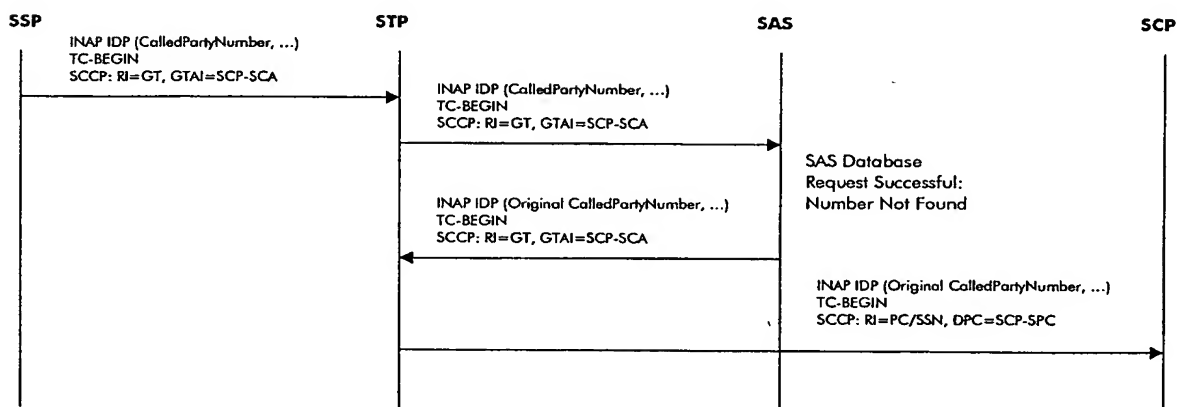 SSP STP SAS SCP
INAP IDP (CalledPartyNumber, ...)
TC-BEGIN
SCCP: RI=GT, GTAI=SCP-SCA
INAP IDP (CalledPartyNumber, ...)
TC-BEGIN
SCCP: RI=GT, GTAI=SCP-SCA
SAS Database
Request Successful:
Number Not Found
INAP IDP (Original CalledPartyNumber, ...)
TC-BEGIN
SCCP: RI=GT, GTAI=SCP-SCA
INAP IDP (Original CalledPartyNumber, ...)
TC-BEGIN
SCCP: RI=PC/SSN, DPC=SCP-SPC